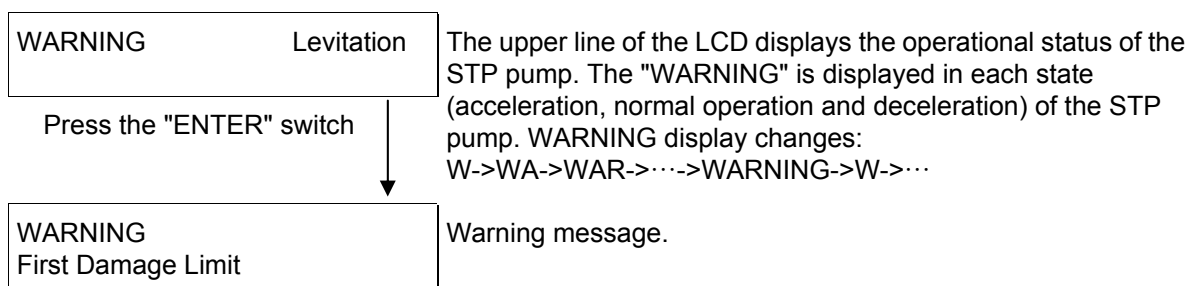 WARNING Levitation
The upper line of the LCD displays the operational status of the
STP pump. The "WARNING" is displayed in each state
(acceleration, normal operation and deceleration) of the STP
pump. WARNING display changes:
W->WA->WAR->⋯->WARNING->W->⋯
Press the "ENTER" switch
WARNING
First Damage Limit
Warning message.